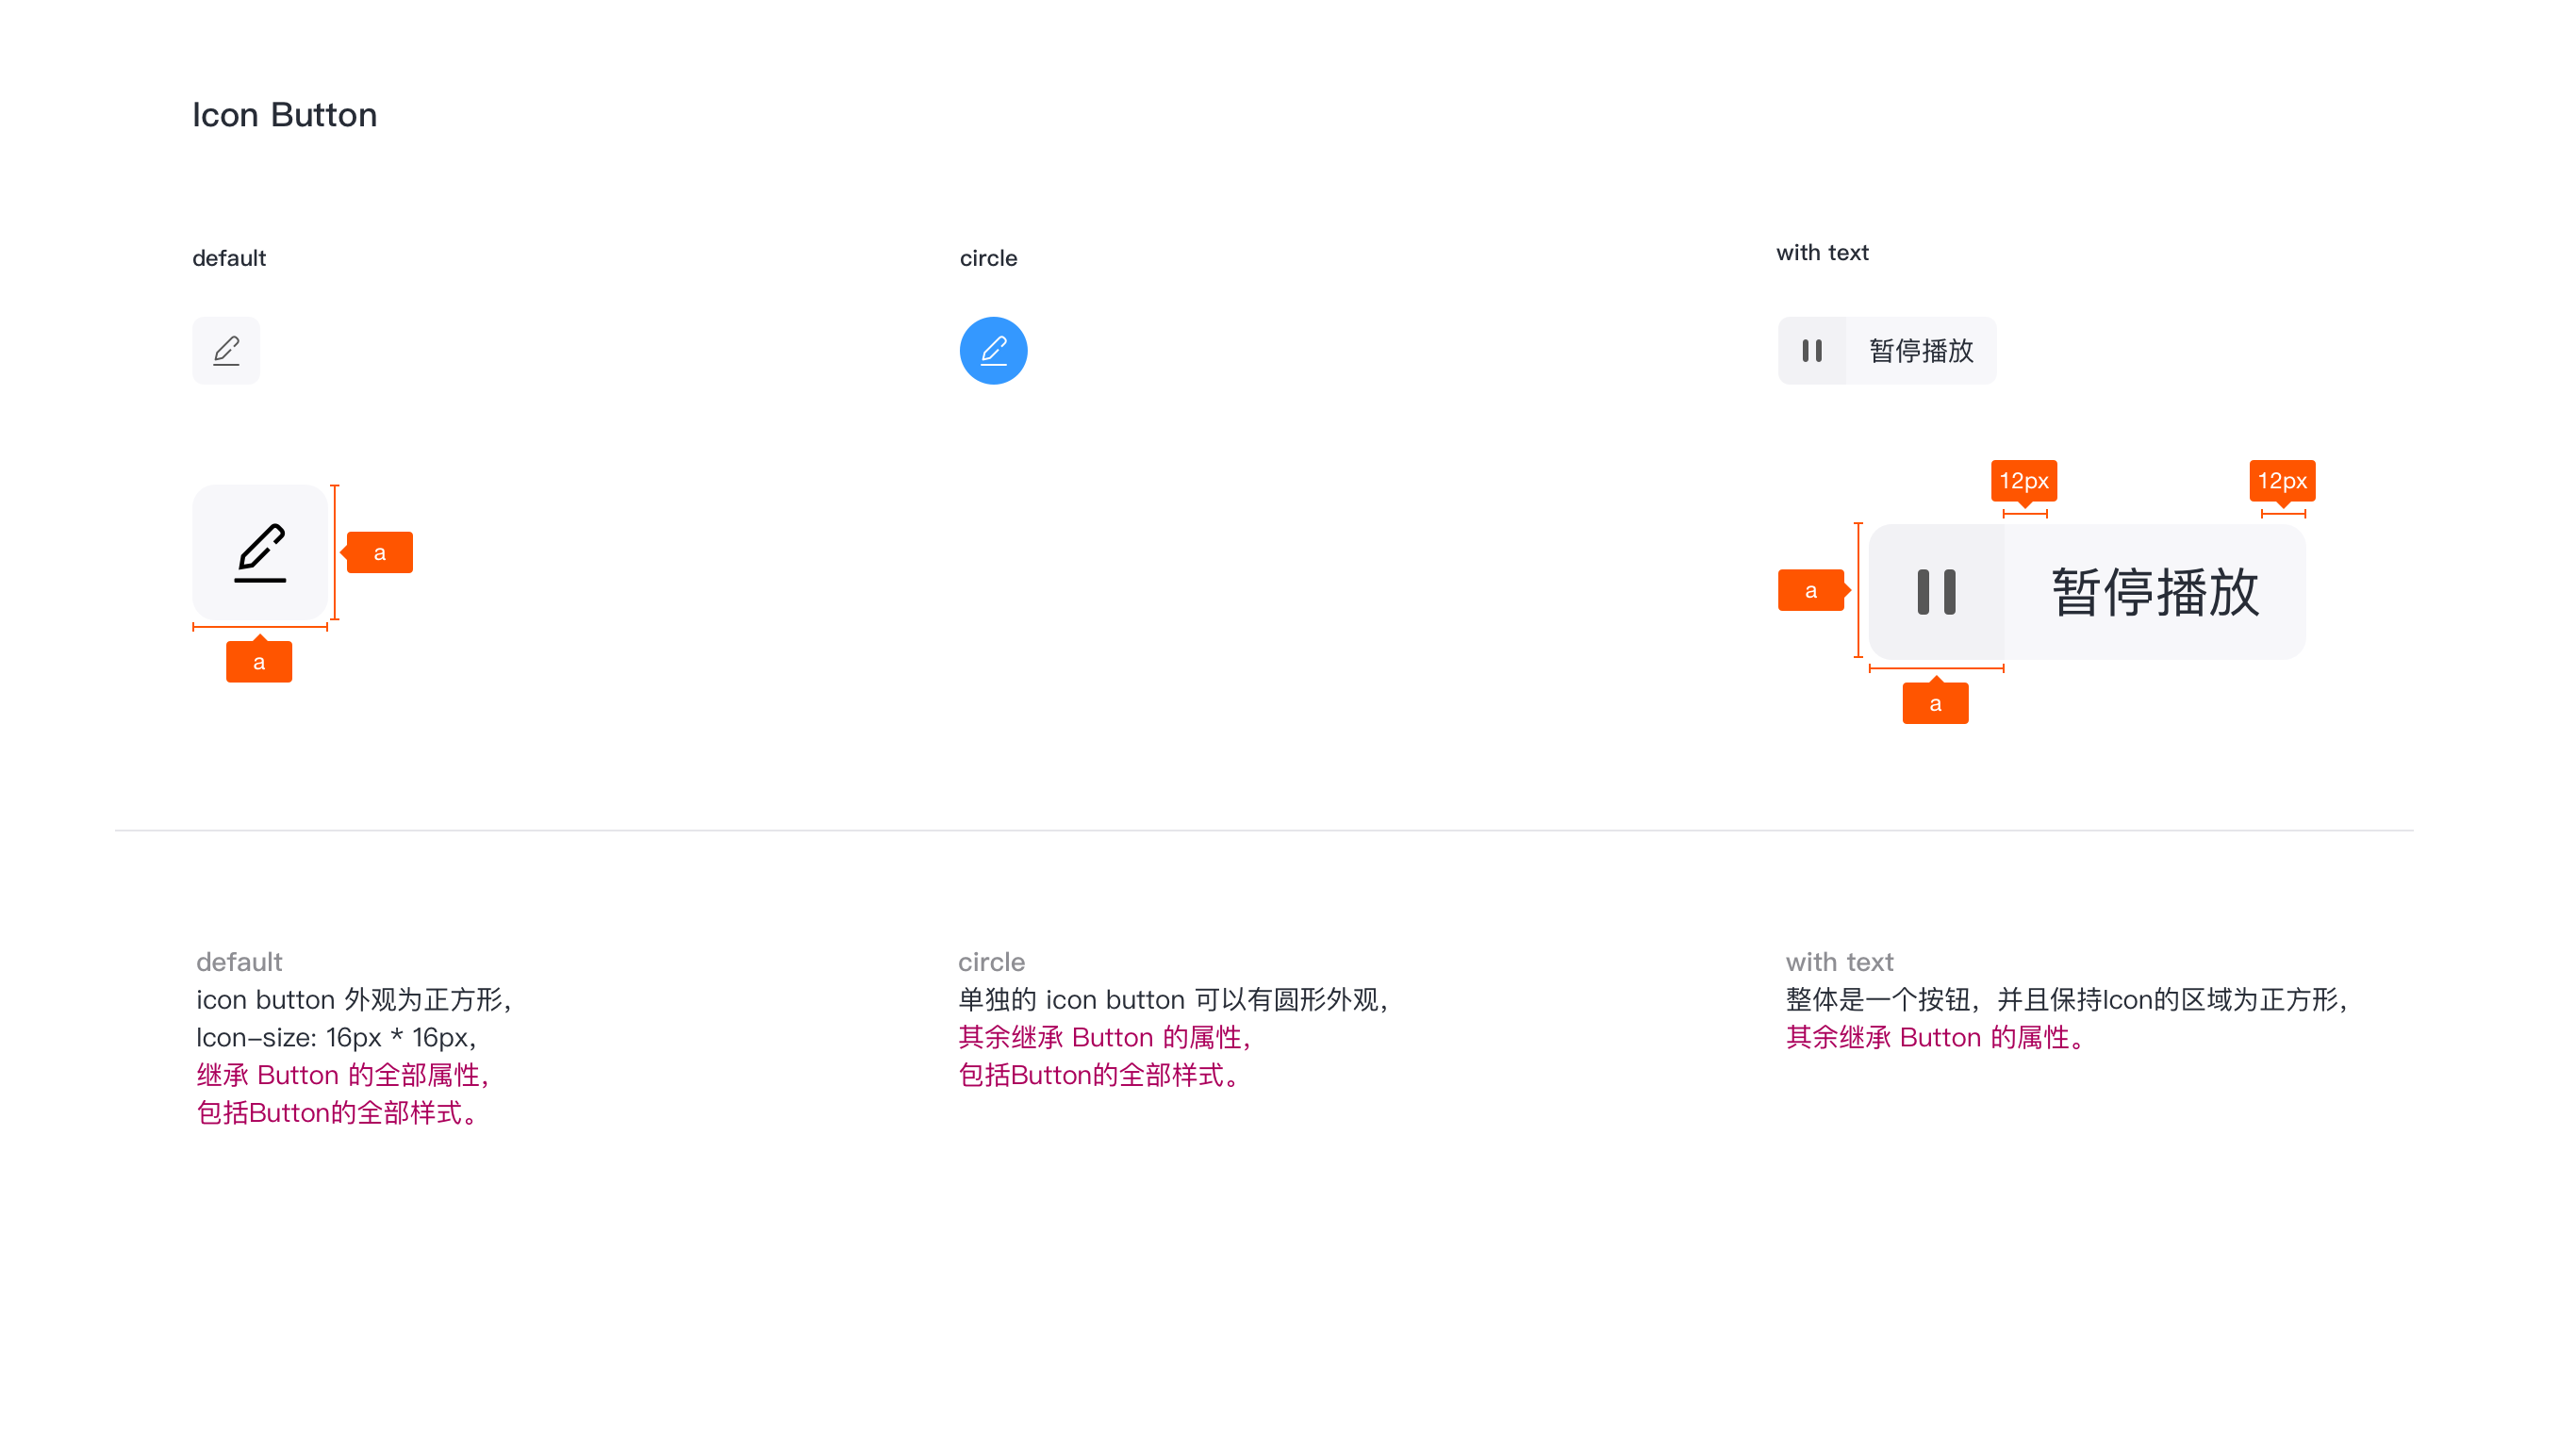 Icon Button
default
circle
with text
暂停播放
12px
12px
a
a
暂停播放
a
a
default
icon button 外观为正方形，
Icon-size: 16px * 16px，
继承 Button 的全部属性，
包括Button的全部样式。
circle
单独的 icon button 可以有圆形外观，
其余继承 Button 的属性，
包括Button的全部样式。
with text
整体是一个按钮，并且保持Icon的区域为正方形，
其余继承 Button 的属性。